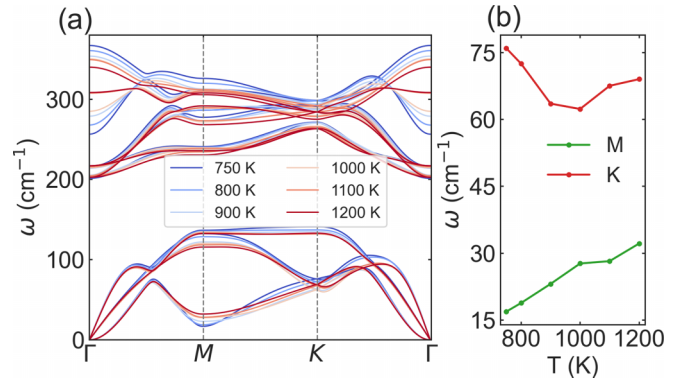 (a)
ω (cm⁻¹)
300
200
100
0
750 K
800 K
900 K
1000 K
1100 K
1200 K
Γ M K Γ
(b)
ω (cm⁻¹)
75
60
45
30
15
M
K
800 1000 1200
T (K)